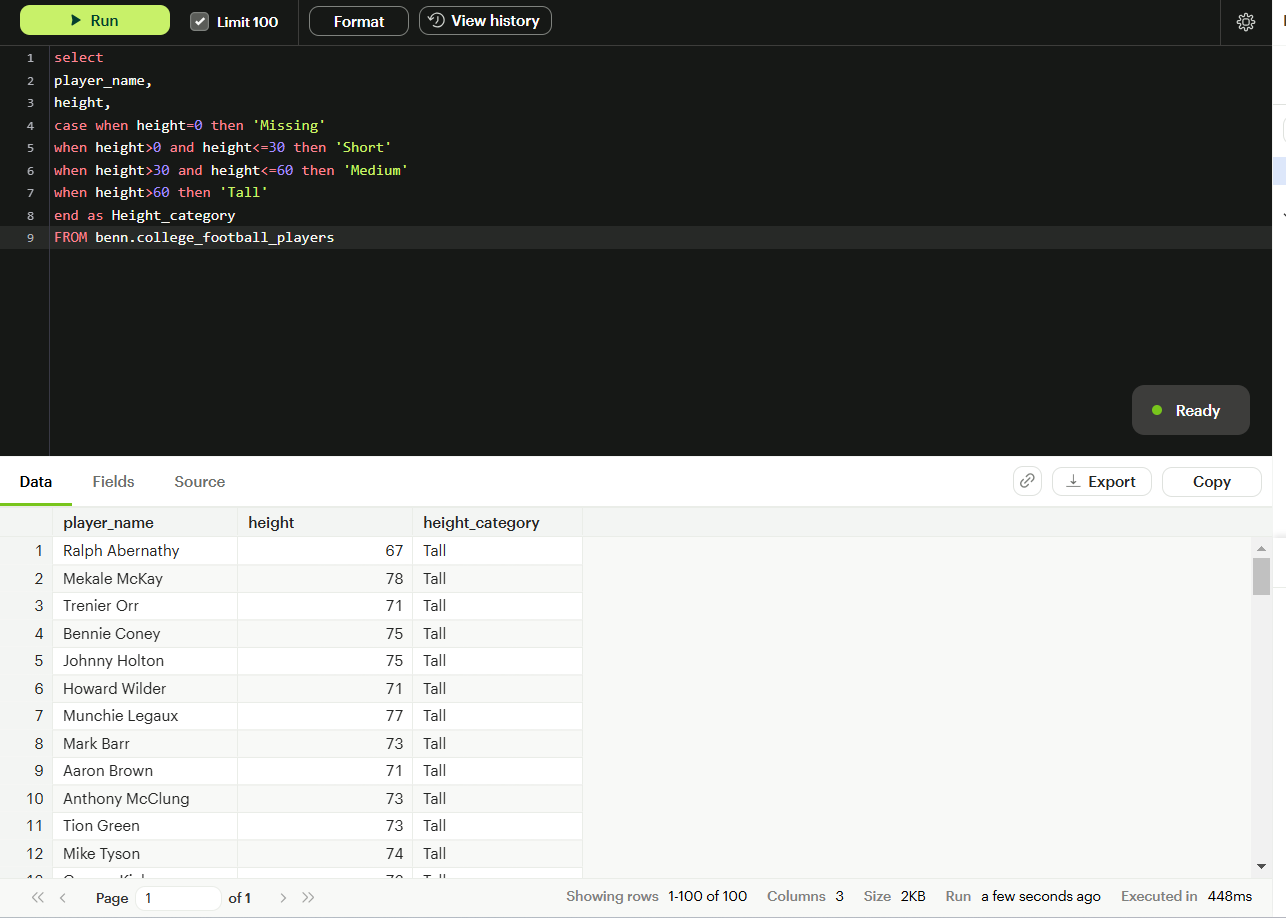 Run Limit 100 Format View history
1 select
2 player_name,
3 height,
4 case when height=0 then 'Missing'
5 when height>0 and height<=30 then 'Short'
6 when height>30 and height<=60 then 'Medium'
7 when height>60 then 'Tall'
8 end as Height_category
9 FROM benn.college_football_players
Ready
Data Fields Source Export Copy
player_name height height_category
1 Ralph Abernathy 67 Tall
2 Mekale McKay 78 Tall
3 Trenier Orr 71 Tall
4 Bennie Coney 75 Tall
5 Johnny Holton 75 Tall
6 Howard Wilder 71 Tall
7 Munchie Legaux 77 Tall
8 Mark Barr 73 Tall
9 Aaron Brown 71 Tall
10 Anthony McClung 73 Tall
11 Tion Green 73 Tall
12 Mike Tyson 74 Tall
Page 1 of 1 Showing rows 1-100 of 100 Columns 3 Size 2KB Run a few seconds ago Executed in 448ms